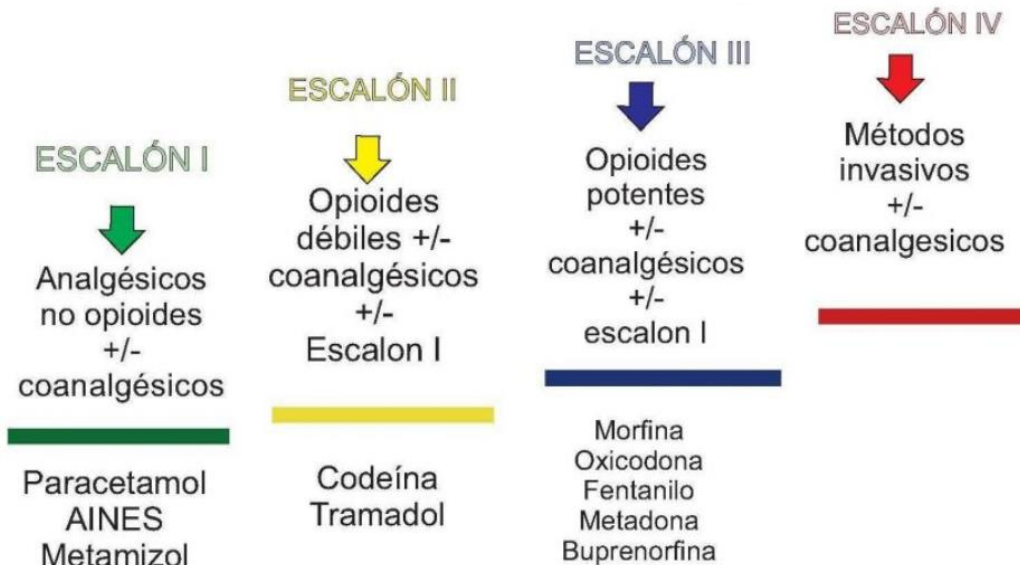 ESCALÓN I
Analgésicos
no opioides
+/-
coanalgésicos
Paracetamol
AINES
Metamizol
ESCALÓN II
Opioides
débiles +/-
coanalgésicos
+/-
Escalon I
Codeína
Tramadol
ESCALÓN III
Opioides
potentes
+/-
coanalgésicos
+/-
escalon I
Morfina
Oxicodona
Fentanilo
Metadona
Buprenorfina
ESCALÓN IV
Métodos
invasivos
+/-
coanalgesicos